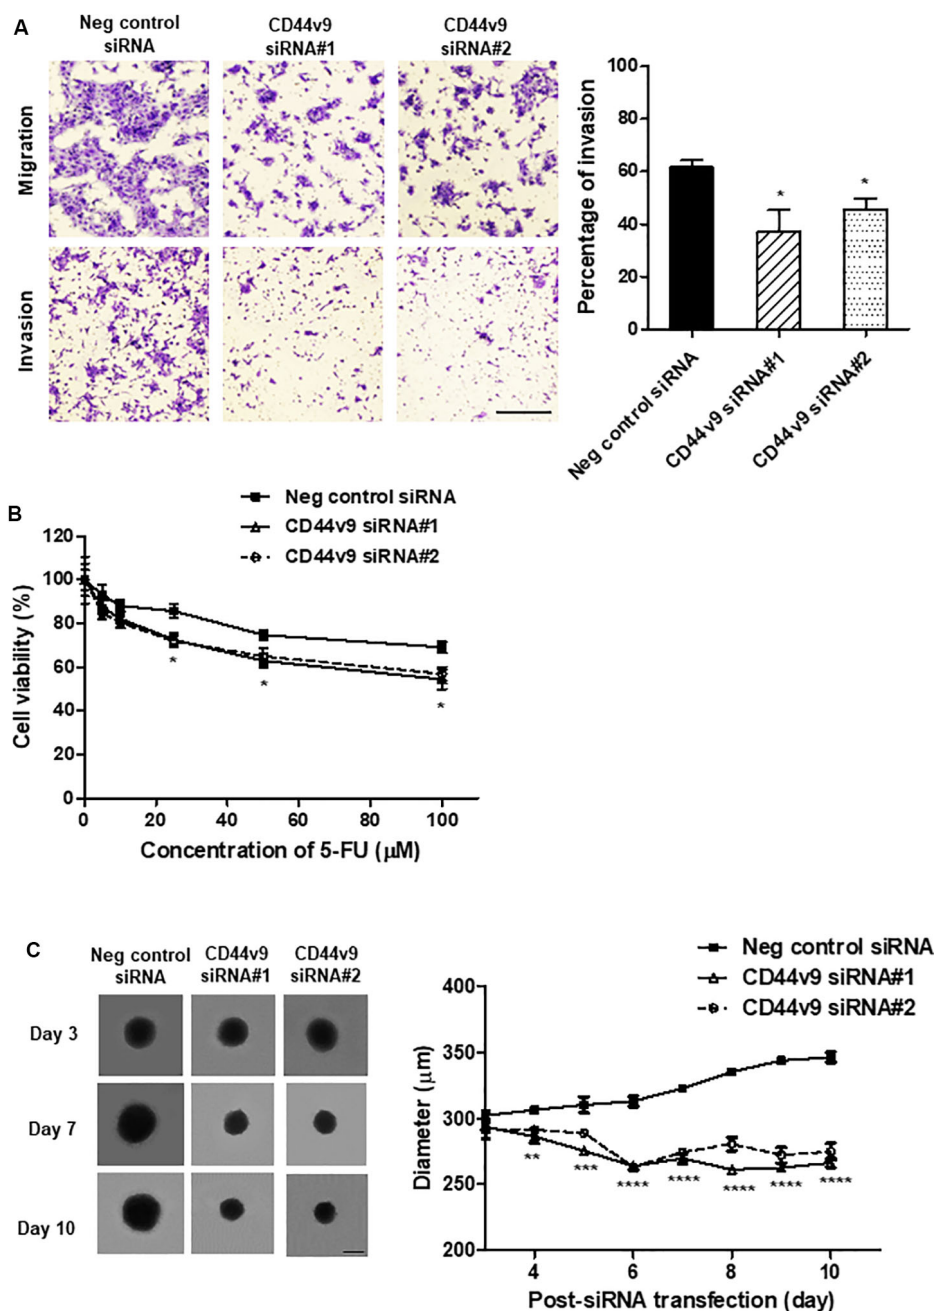 A
Neg control
siRNA
CD44v9
siRNA#1
CD44v9
siRNA#2
Migration
Invasion
Percentage of invasion
100
80
60
40
20
0
*
*
Neg control siRNA
CD44v9 siRNA#1
CD44v9 siRNA#2
B
Neg control siRNA
CD44v9 siRNA#1
CD44v9 siRNA#2
Cell viability (%)
120
100
80
60
40
20
0
*
*
*
0 20 40 60 80 100
Concentration of 5-FU (μM)
C
Neg control
siRNA
CD44v9
siRNA#1
CD44v9
siRNA#2
Day 3
Day 7
Day 10
Neg control siRNA
CD44v9 siRNA#1
CD44v9 siRNA#2
Diameter (μm)
400
350
300
250
200
** *** **** **** **** **** ****
4 6 8 10
Post-siRNA transfection (day)